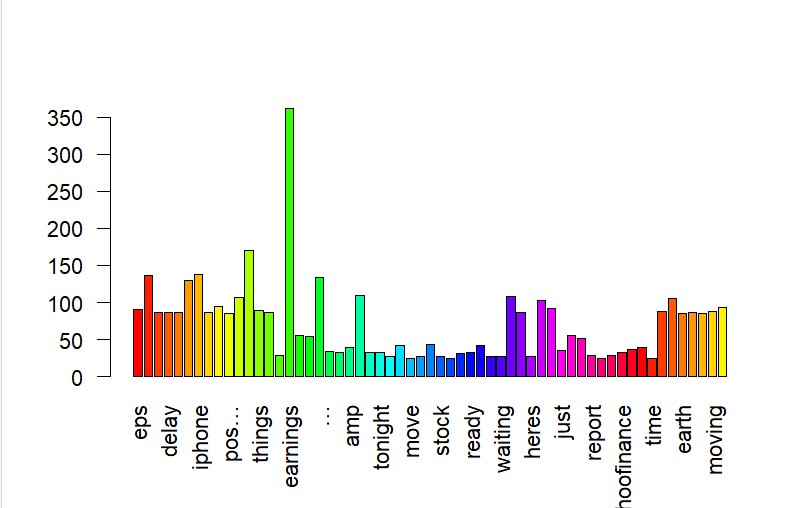 350
300
250
200
150
100
50
0
eps
delay
iphone
pos…
things
earnings
…
amp
tonight
move
stock
ready
waiting
heres
just
report
hoofinance
time
earth
moving